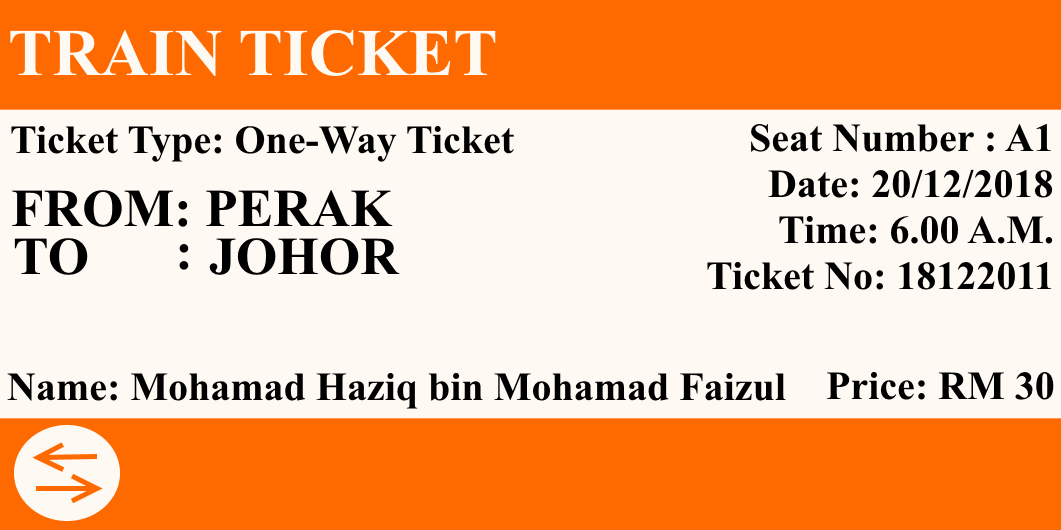 TRAIN TICKET
Ticket Type: One-Way Ticket
Seat Number : A1
Date: 20/12/2018
FROM: PERAK
Time: 6.00 A.M.
TO : JOHOR
Ticket No: 18122011
Name: Mohamad Haziq bin Mohamad Faizul
Price: RM 30